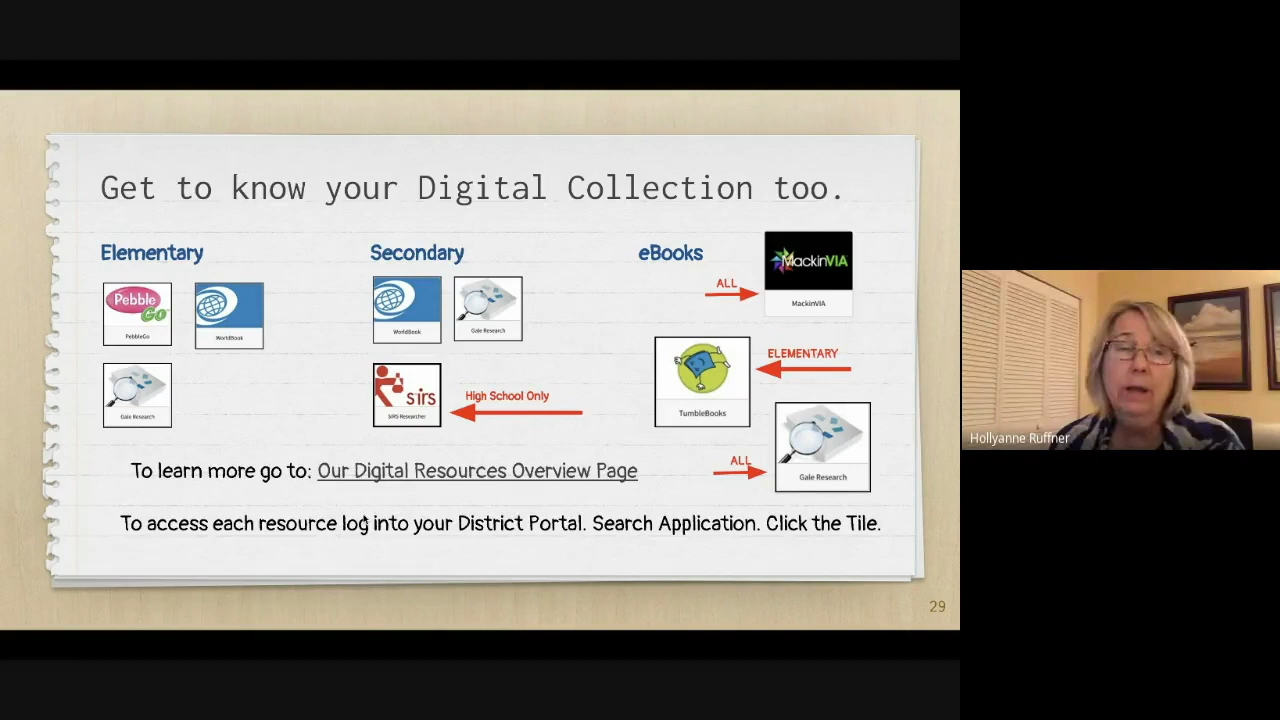 Get to know your Digital Collection too.
Elementary
Secondary
eBooks
MackinVIA
ALL
MackinVIA
Pebble
GO
PebbleGo
WorldBook
WorldBook
Gale Research
TumbleBooks
ELEMENTARY
Gale Research
sirs
SIRS Researcher
High School Only
ALL
Gale Research
To learn more go to: Our Digital Resources Overview Page
To access each resource log into your District Portal. Search Application. Click the Tile.
29
Hollyanne Ruffner